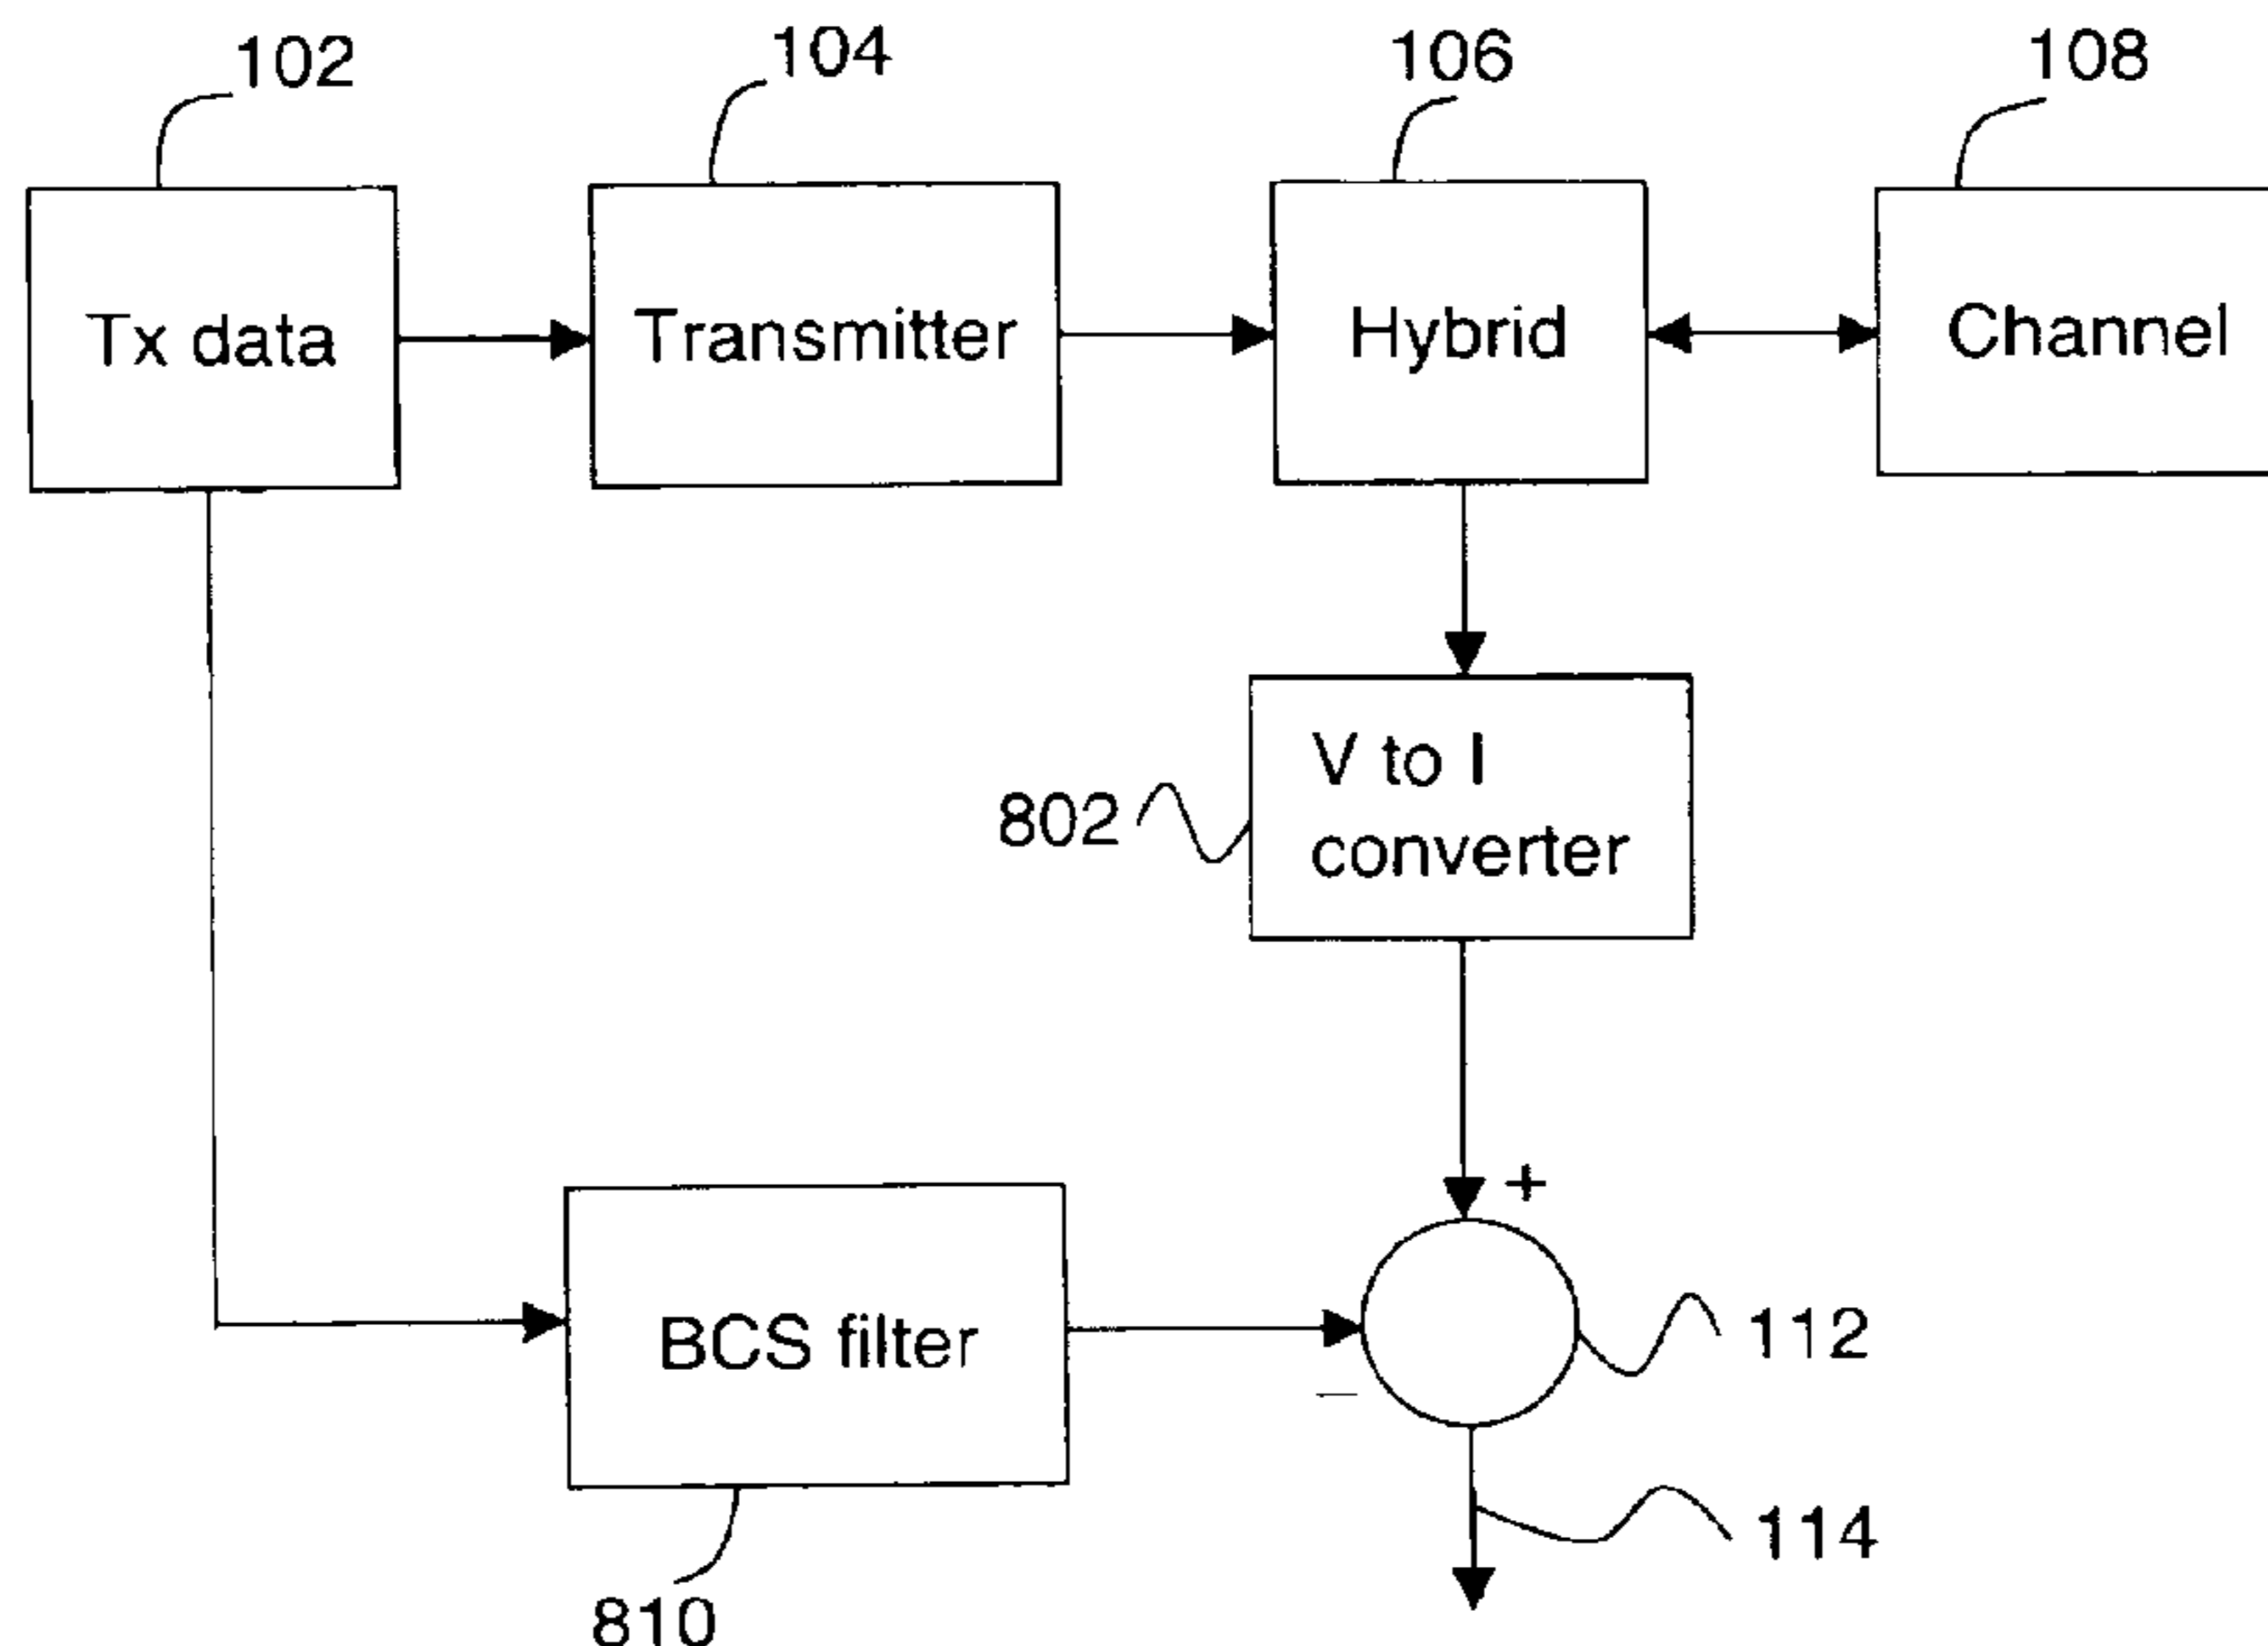 102
104
106
108
Tx data
Transmitter
Hybrid
Channel
802
V to I
converter
+
BCS filter
−
112
114
810